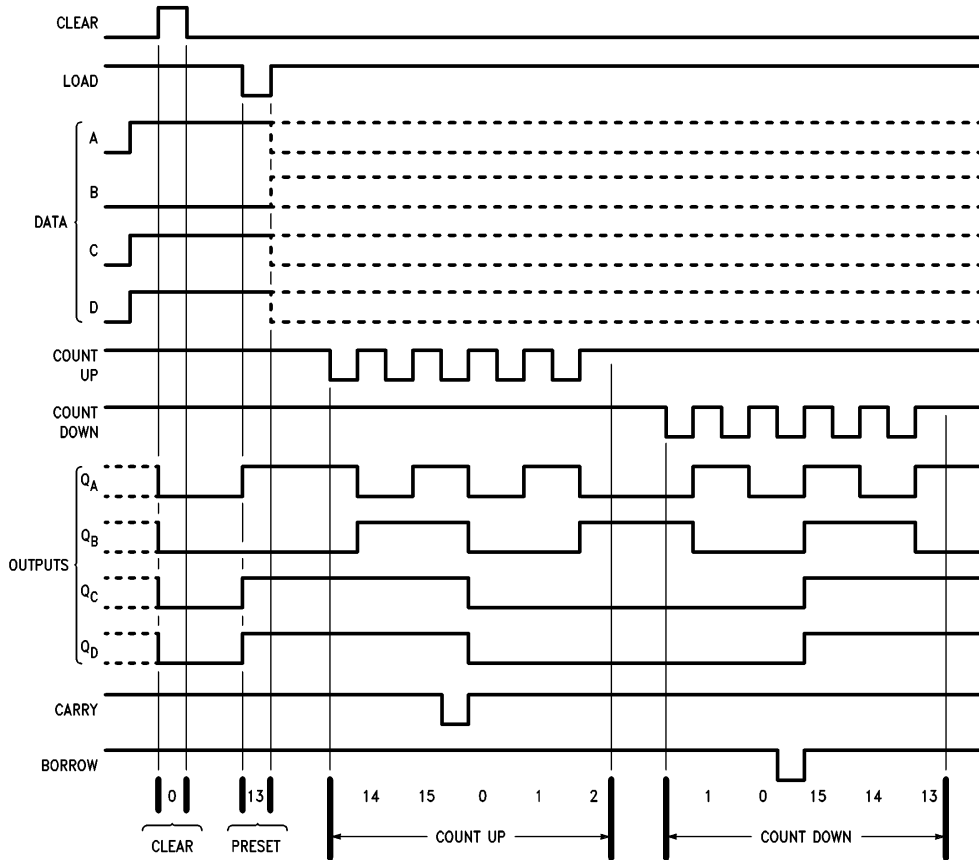 CLEAR
LOAD
A
B
DATA
C
D
COUNT
UP
COUNT
DOWN
QA
QB
OUTPUTS
QC
QD
CARRY
BORROW
0 13 14 15 0 1 2 1 0 15 14 13
CLEAR PRESET COUNT UP COUNT DOWN